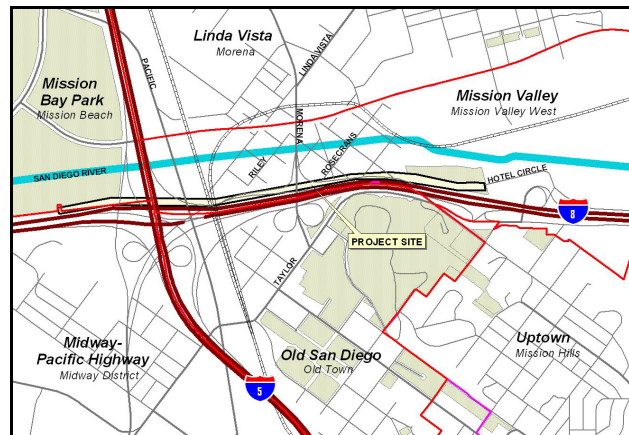 Linda Vista
Morena
PACIFIC
LINDA VISTA
Mission
Bay Park
Mission Beach
Mission Valley
Mission Valley West
MORENA
RILEY
ROSECRANS
SAN DIEGO RIVER
HOTEL CIRCLE
8
PROJECT SITE
TAYLOR
Midway-
Pacific Highway
Midway District
Old San Diego
Old Town
Uptown
Mission Hills
5